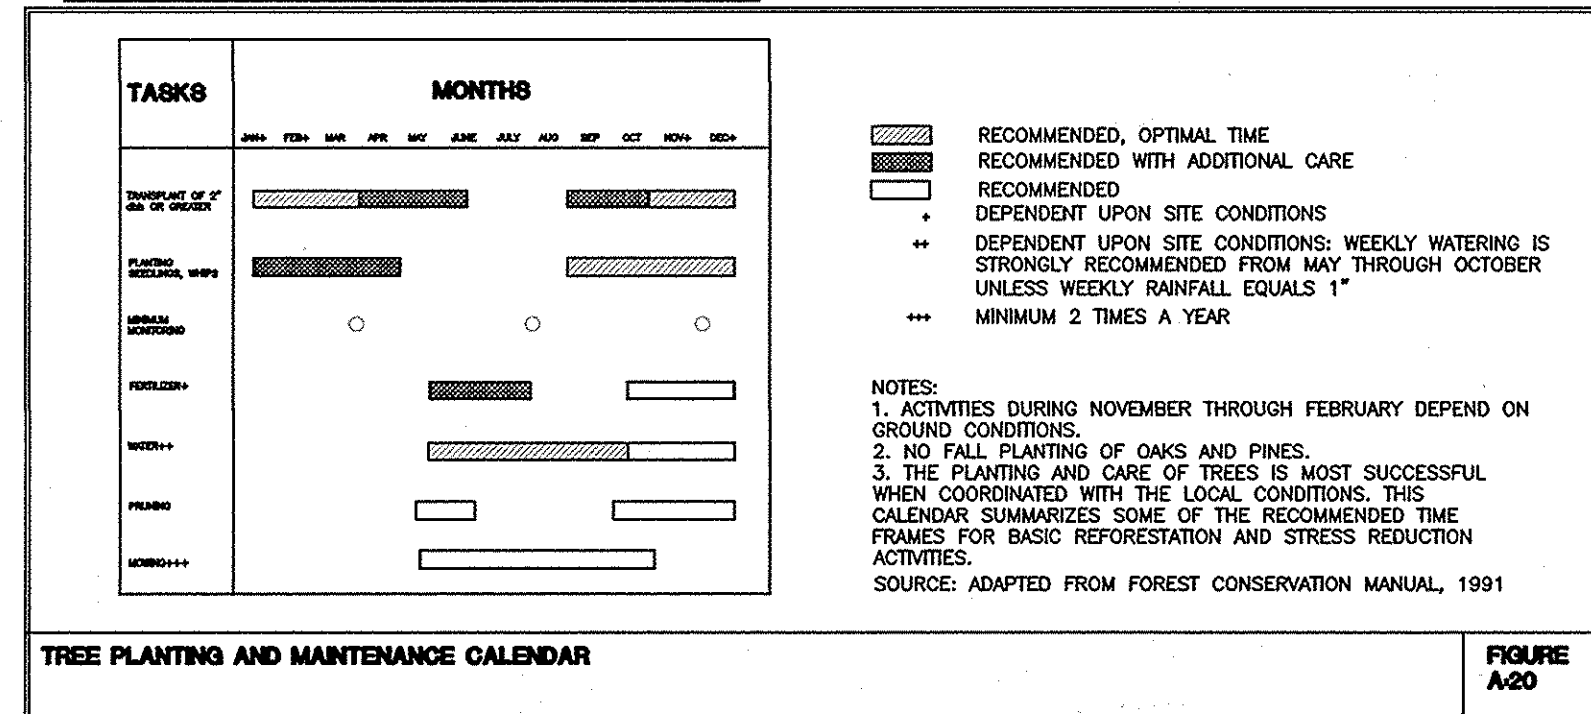 TASKS
MONTHS
JAN+ FEB+ MAR APR MAY JUNE JULY AUG SEP OCT NOV+ DEC+
TRANSPLANT OF 2"
dbh OR GREATER
PLANTING
SEEDLINGS, WHIPS
MINIMUM
MONITORING
FERTILIZER+
WATER++
PRUNING
MOWING+++
RECOMMENDED, OPTIMAL TIME
RECOMMENDED WITH ADDITIONAL CARE
RECOMMENDED
+ DEPENDENT UPON SITE CONDITIONS
++ DEPENDENT UPON SITE CONDITIONS: WEEKLY WATERING IS
STRONGLY RECOMMENDED FROM MAY THROUGH OCTOBER
UNLESS WEEKLY RAINFALL EQUALS 1"
+++ MINIMUM 2 TIMES A YEAR
NOTES:
1. ACTIVITIES DURING NOVEMBER THROUGH FEBRUARY DEPEND ON
GROUND CONDITIONS.
2. NO FALL PLANTING OF OAKS AND PINES.
3. THE PLANTING AND CARE OF TREES IS MOST SUCCESSFUL
WHEN COORDINATED WITH THE LOCAL CONDITIONS. THIS
CALENDAR SUMMARIZES SOME OF THE RECOMMENDED TIME
FRAMES FOR BASIC REFORESTATION AND STRESS REDUCTION
ACTIVITIES.
SOURCE: ADAPTED FROM FOREST CONSERVATION MANUAL, 1991
TREE PLANTING AND MAINTENANCE CALENDAR
FIGURE
A-20